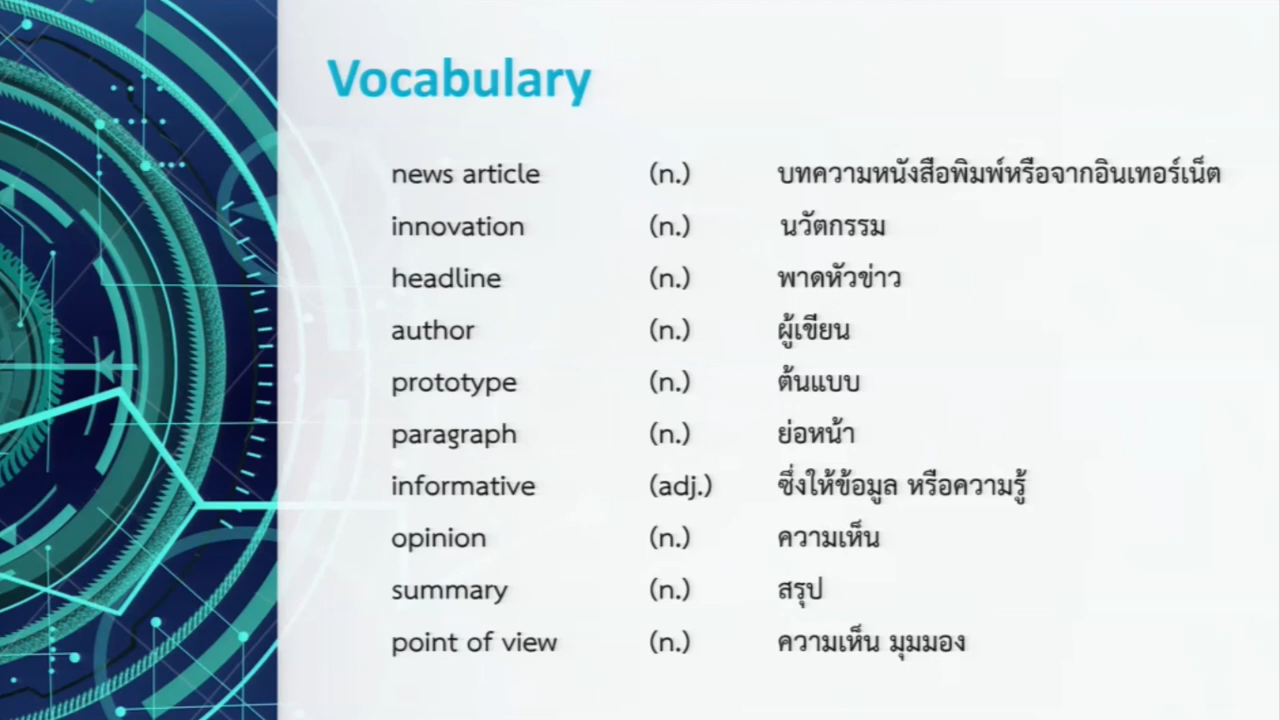 Vocabulary
news article (n.) บทความหนังสือพิมพ์หรือจากอินเทอร์เน็ต
innovation (n.) นวัตกรรม
headline (n.) พาดหัวข่าว
author (n.) ผู้เขียน
prototype (n.) ต้นแบบ
paragraph (n.) ย่อหน้า
informative (adj.) ซึ่งให้ข้อมูล หรือความรู้
opinion (n.) ความเห็น
summary (n.) สรุป
point of view (n.) ความเห็น มุมมอง